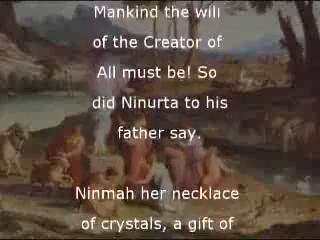 Mankind the will
of the Creator of
All must be! So
did Ninurta to his
father say.
Ninmah her necklace
of crystals, a gift of